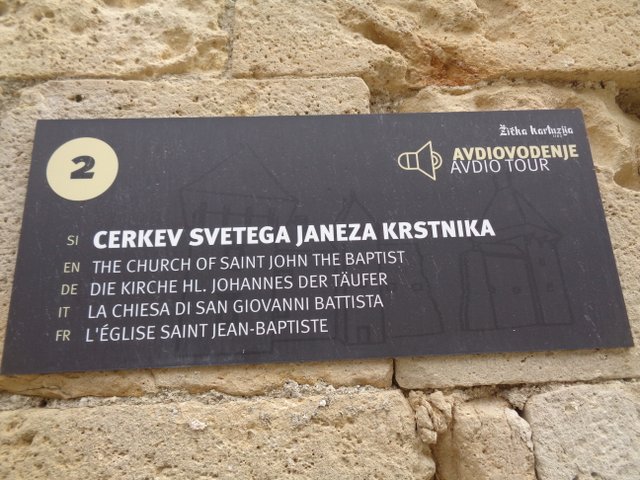 Žička kartuzija
2
AVDIOVODENJE
AVDIO TOUR
SI CERKEV SVETEGA JANEZA KRSTNIKA
EN THE CHURCH OF SAINT JOHN THE BAPTIST
DE DIE KIRCHE HL. JOHANNES DER TÄUFER
IT LA CHIESA DI SAN GIOVANNI BATTISTA
FR L'ÉGLISE SAINT JEAN-BAPTISTE